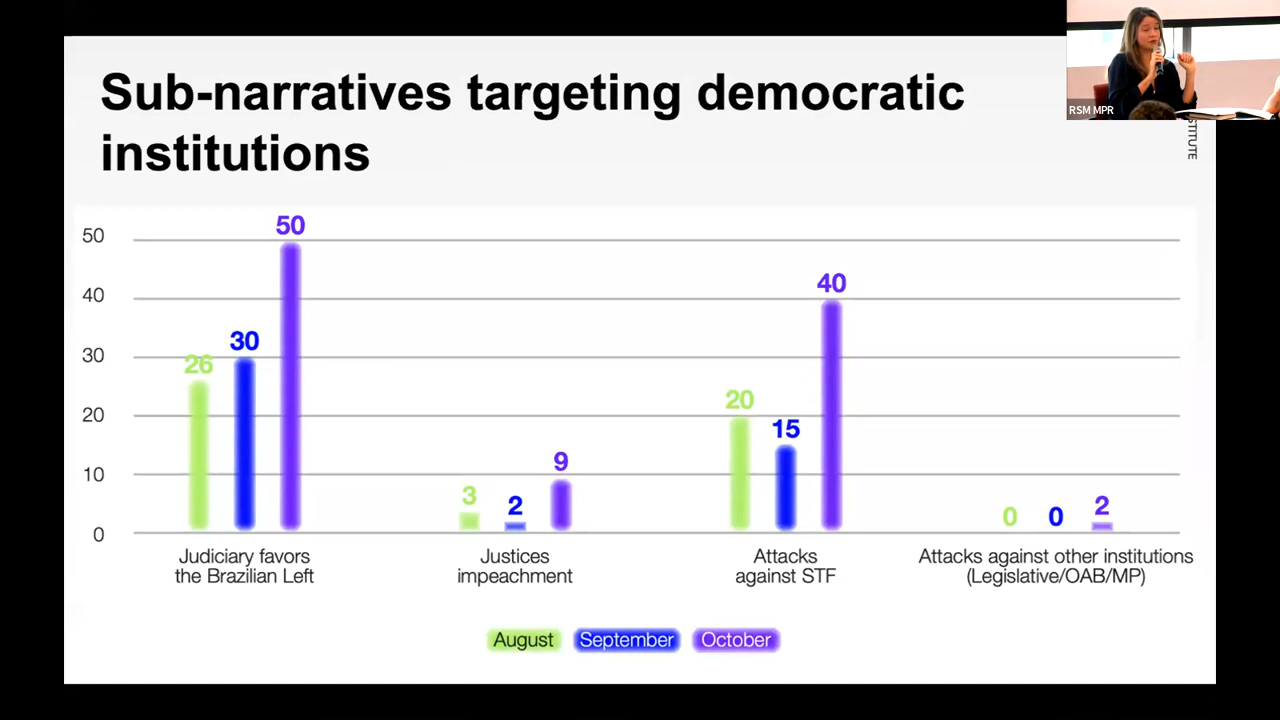 Sub-narratives targeting democratic
institutions
RSM MPR
50
40
30
20
10
0
26
30
50
3
2
9
20
15
40
0
0
2
Judiciary favors
the Brazilian Left
Justices
impeachment
Attacks
against STF
Attacks against other institutions
(Legislative/OAB/MP)
August
September
October